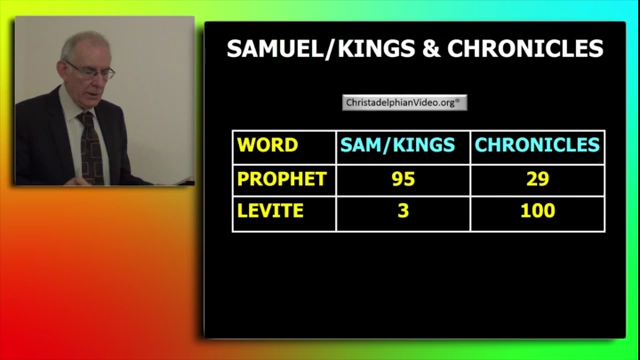 SAMUEL/KINGS & CHRONICLES
ChristadelphianVideo.org®
WORD SAM/KINGS CHRONICLES
PROPHET 95 29
LEVITE 3 100